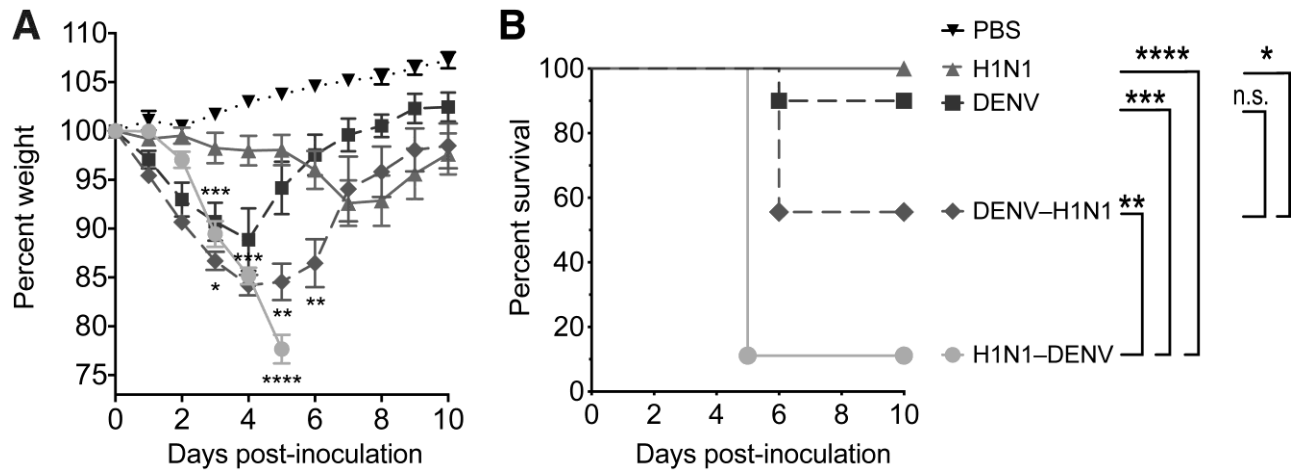 A
110
105
100
95
90
85
80
75
Percent weight
***
*
***
**
**
****
0 2 4 6 8 10
Days post-inoculation
B
100
80
60
40
20
0
Percent survival
0 2 4 6 8 10
Days post-inoculation
PBS
H1N1
DENV
DENV–H1N1
H1N1–DENV
****
***
**
*
n.s.